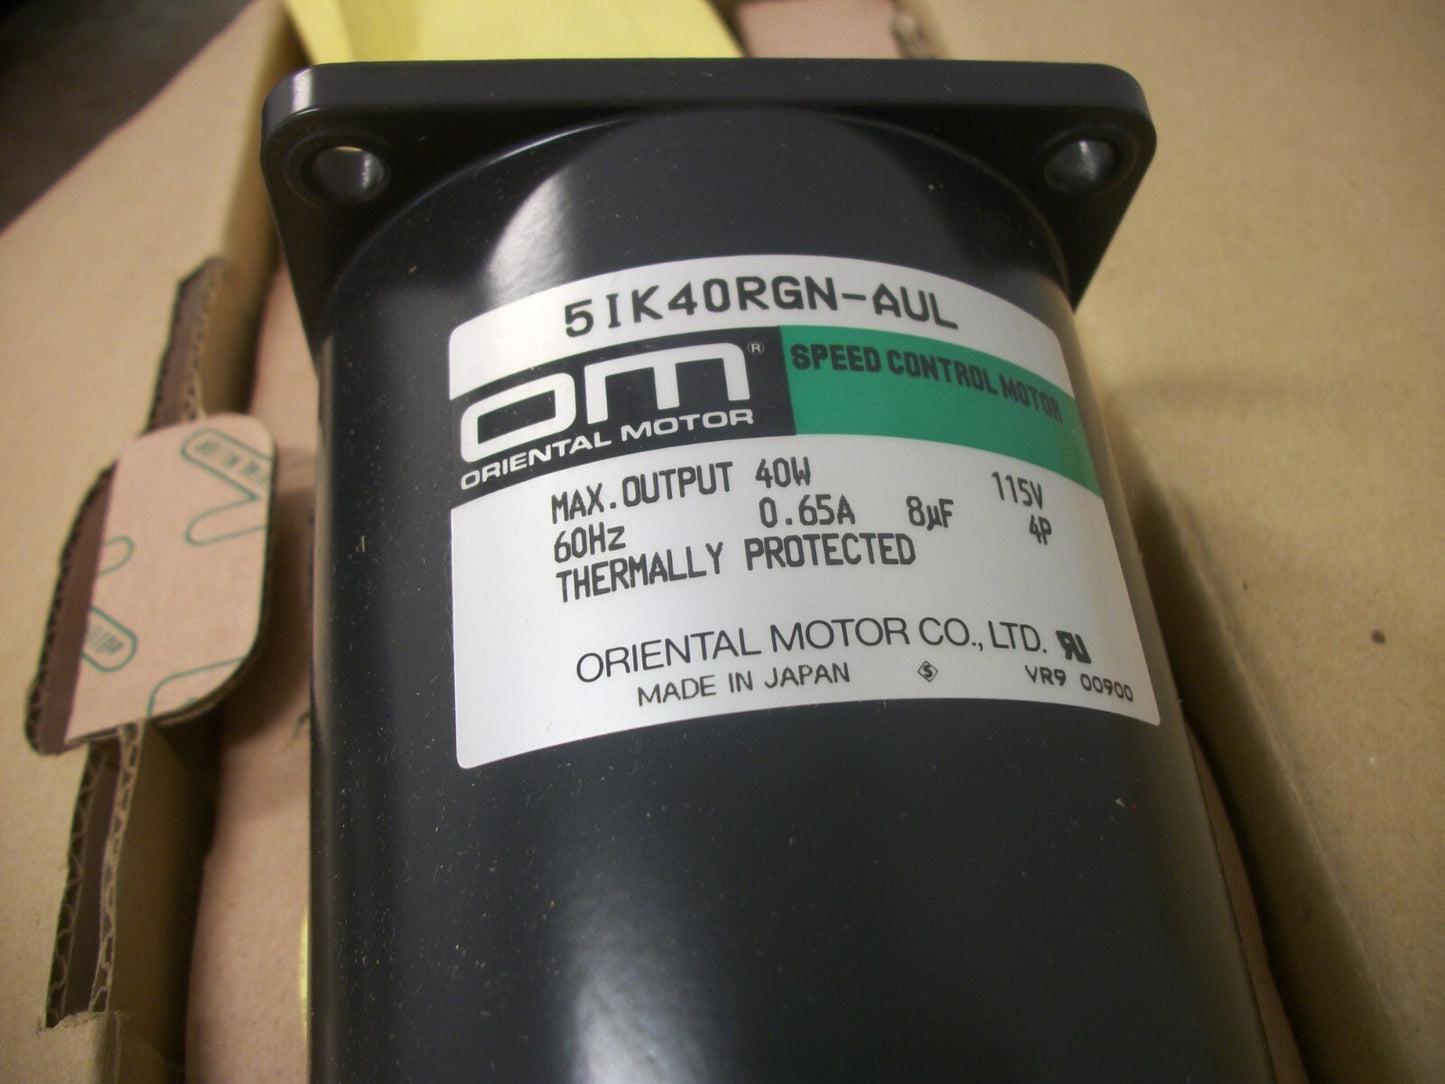 5IK40RGN-AUL
OM®
ORIENTAL MOTOR
SPEED CONTROL MOTOR
MAX.OUTPUT 40W 115V
60Hz 0.65A 8μF 4P
THERMALLY PROTECTED
ORIENTAL MOTOR CO., LTD. RU
MADE IN JAPAN S VR9 00900